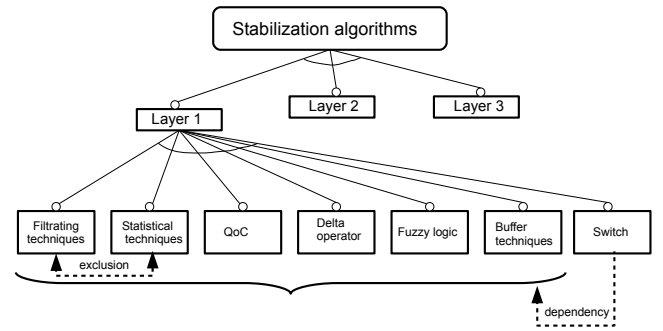 Stabilization algorithms
Layer 1
Layer 2
Layer 3
Filtrating
techniques
Statistical
techniques
QoC
Delta
operator
Fuzzy logic
Buffer
techniques
Switch
exclusion
dependency